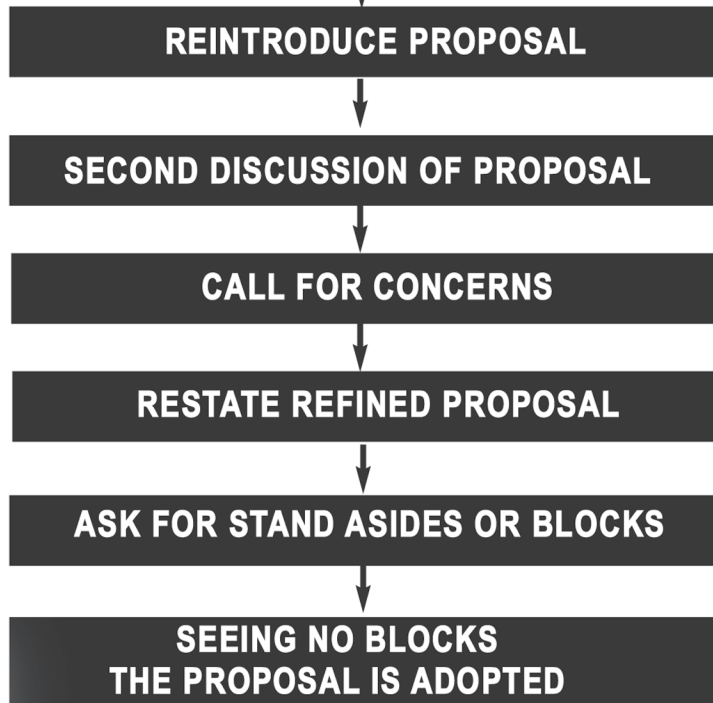 REINTRODUCE PROPOSAL
SECOND DISCUSSION OF PROPOSAL
CALL FOR CONCERNS
RESTATE REFINED PROPOSAL
ASK FOR STAND ASIDES OR BLOCKS
SEEING NO BLOCKS
THE PROPOSAL IS ADOPTED